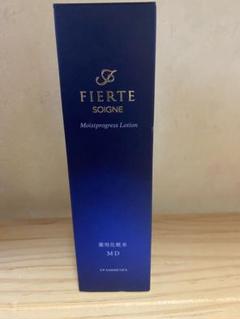 FIERTE
SOIGNE
Moistprogress Lotion
薬用化粧水
MD